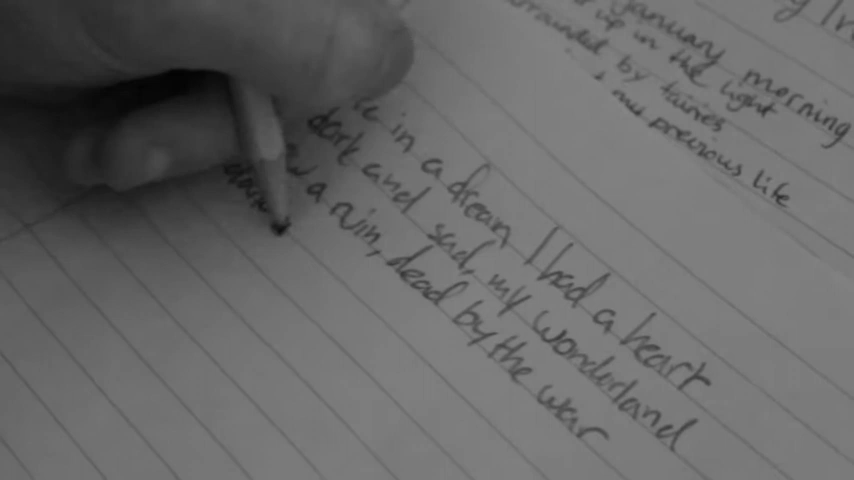 January morning
up in the light
surrounded by fairies
my precious life
in a dream I had a heart
dark and sad, my wonderland
a ruin, dead by the war